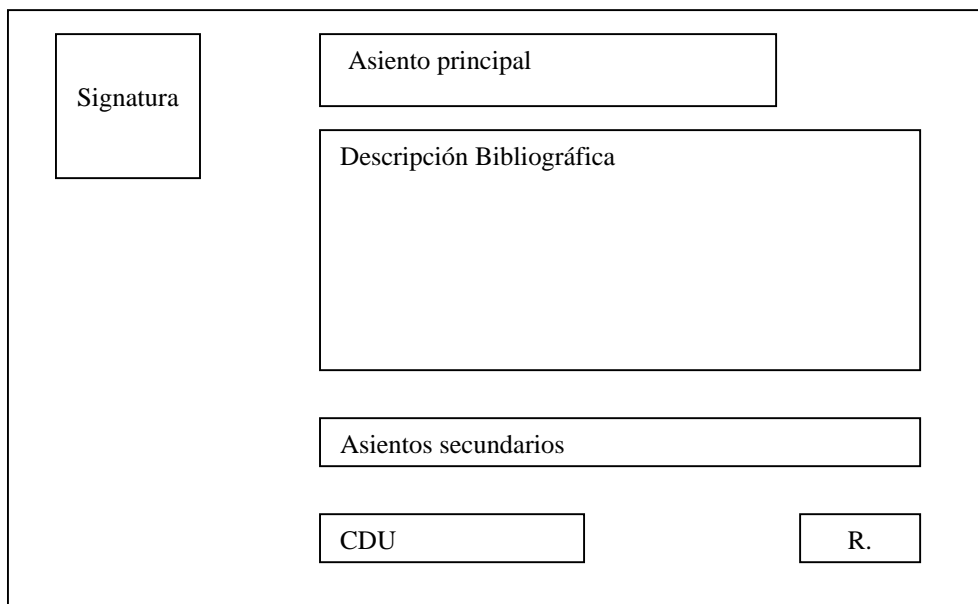 Asiento principal
Signatura
Descripción Bibliográfica
Asientos secundarios
CDU
R.